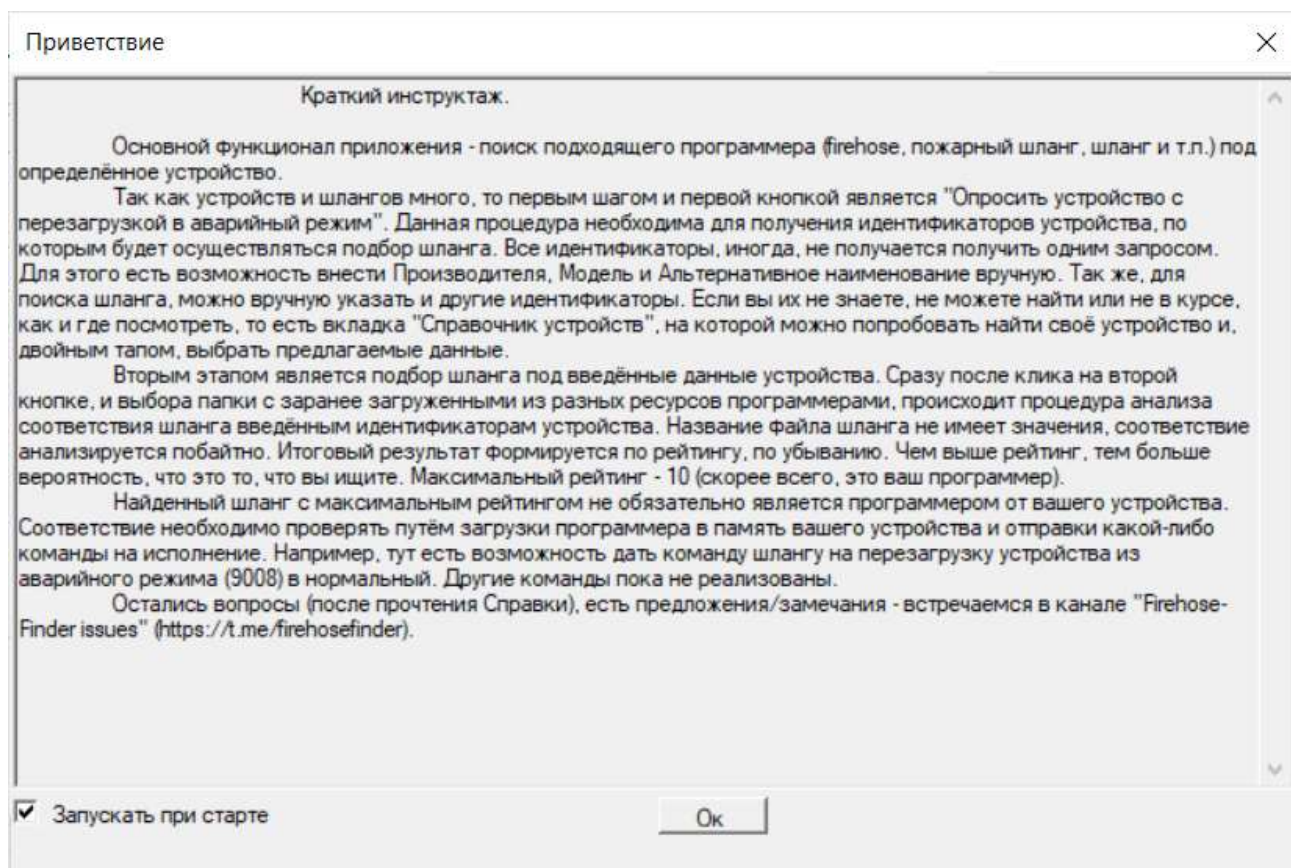 Приветствие
Краткий инструктаж.
Основной функционал приложения - поиск подходящего программера (firehose, пожарный шланг, шланг и т.п.) под
определённое устройство.
Так как устройств и шлангов много, то первым шагом и первой кнопкой является "Опросить устройство с
перезагрузкой в аварийный режим". Данная процедура необходима для получения идентификаторов устройства, по
которым будет осуществляться подбор шланга. Все идентификаторы, иногда, не получается получить одним запросом.
Для этого есть возможность внести Производителя, Модель и Альтернативное наименование вручную. Так же, для
поиска шланга, можно вручную указать и другие идентификаторы. Если вы их не знаете, не можете найти или не в курсе,
как и где посмотреть, то есть вкладка "Справочник устройств", на которой можно попробовать найти своё устройство и,
двойным тапом, выбрать предлагаемые данные.
Вторым этапом является подбор шланга под введённые данные устройства. Сразу после клика на второй
кнопке, и выбора папки с заранее загруженными из разных ресурсов программерами, происходит процедура анализа
соответствия шланга введённым идентификаторам устройства. Название файла шланга не имеет значения, соответствие
анализируется побайтно. Итоговый результат формируется по рейтингу, по убыванию. Чем выше рейтинг, тем больше
вероятность, что это то, что вы ищите. Максимальный рейтинг - 10 (скорее всего, это ваш программер).
Найденный шланг с максимальным рейтингом не обязательно является программером от вашего устройства.
Соответствие необходимо проверять путём загрузки программера в память вашего устройства и отправки какой-либо
команды на исполнение. Например, тут есть возможность дать команду шлангу на перезагрузку устройства из
аварийного режима (9008) в нормальный. Другие команды пока не реализованы.
Остались вопросы (после прочтения Справки), есть предложения/замечания - встречаемся в канале "Firehose-
Finder issues" (https://t.me/firehosefinder).
Запускать при старте
Ок